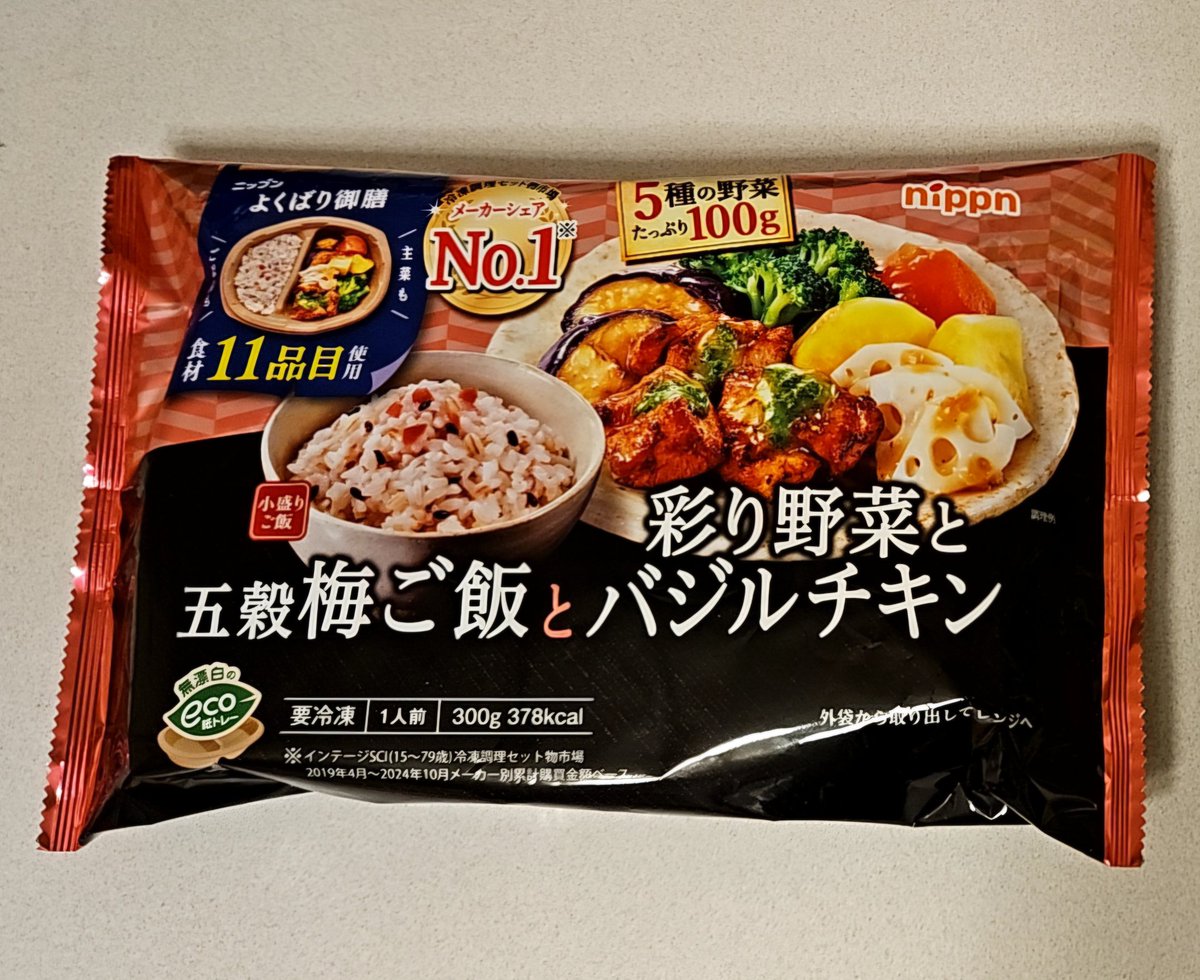 ニップン
よくばり御膳
主菜も
食材11品目使用
冷凍調理セット物市場
メーカーシェア
No.1※
5種の野菜
たっぷり100g
nippn
小盛り
ご飯
調理例
彩り野菜と
五穀梅ご飯とバジルチキン
無漂白の
eco
紙トレー
要冷凍 1人前 300g 378kcal
外袋から取り出してレンジへ
※インテージSCI(15〜79歳)冷凍調理セット物市場
2019年4月〜2024年10月メーカー別累計購買金額ベース